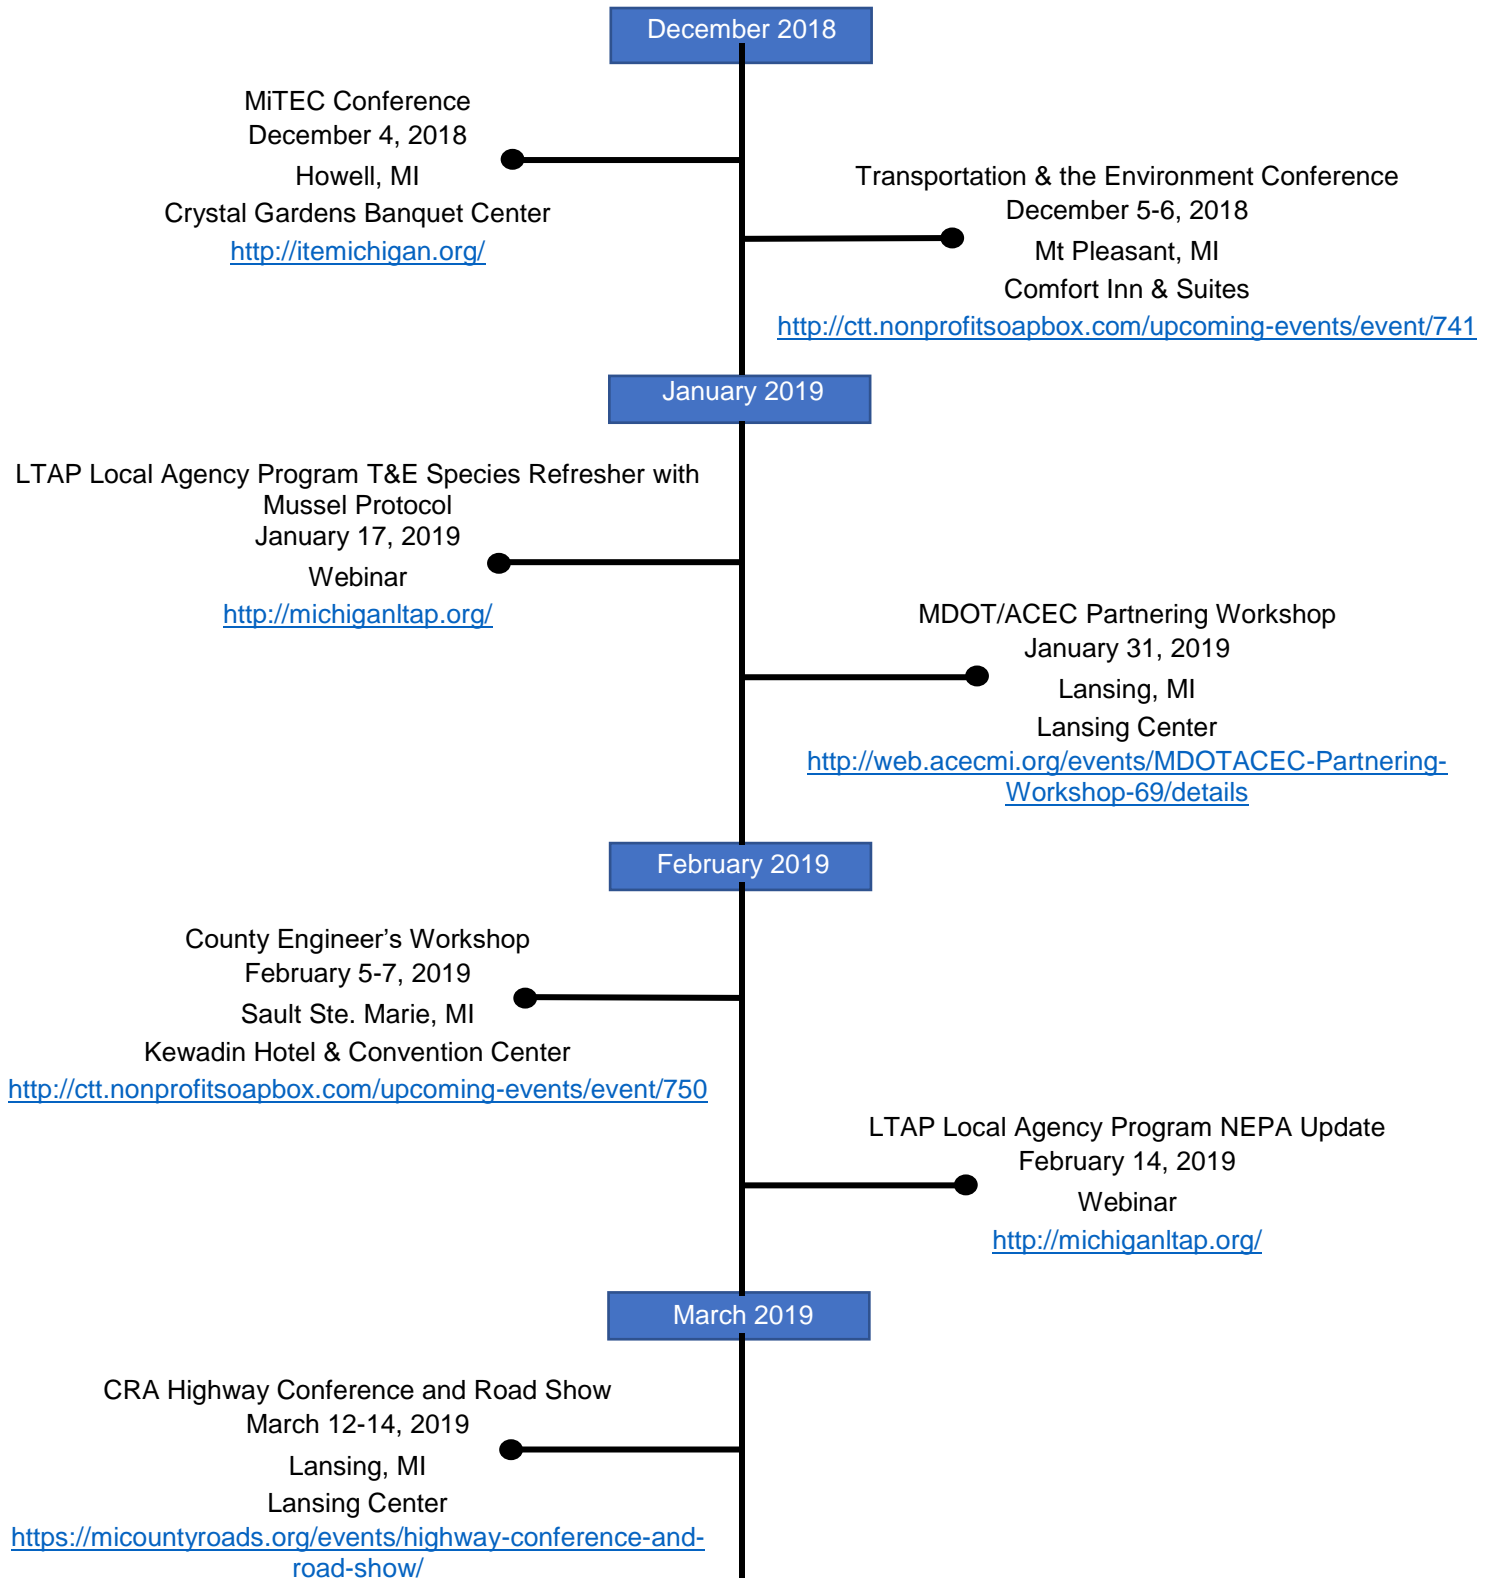 December 2018
MiTEC Conference
December 4, 2018
Howell, MI
Crystal Gardens Banquet Center
http://itemichigan.org/
Transportation & the Environment Conference
December 5-6, 2018
Mt Pleasant, MI
Comfort Inn & Suites
http://ctt.nonprofitsoapbox.com/upcoming-events/event/741
January 2019
LTAP Local Agency Program T&E Species Refresher with
Mussel Protocol
January 17, 2019
Webinar
http://michiganltap.org/
MDOT/ACEC Partnering Workshop
January 31, 2019
Lansing, MI
Lansing Center
http://web.acecmi.org/events/MDOTACEC-Partnering-
Workshop-69/details
February 2019
County Engineer’s Workshop
February 5-7, 2019
Sault Ste. Marie, MI
Kewadin Hotel & Convention Center
http://ctt.nonprofitsoapbox.com/upcoming-events/event/750
LTAP Local Agency Program NEPA Update
February 14, 2019
Webinar
http://michiganltap.org/
March 2019
CRA Highway Conference and Road Show
March 12-14, 2019
Lansing, MI
Lansing Center
https://micountyroads.org/events/highway-conference-and-
road-show/